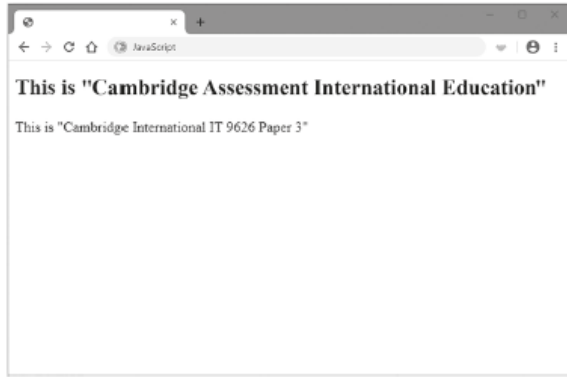 JavaScript
This is "Cambridge Assessment International Education"
This is "Cambridge International IT 9626 Paper 3"